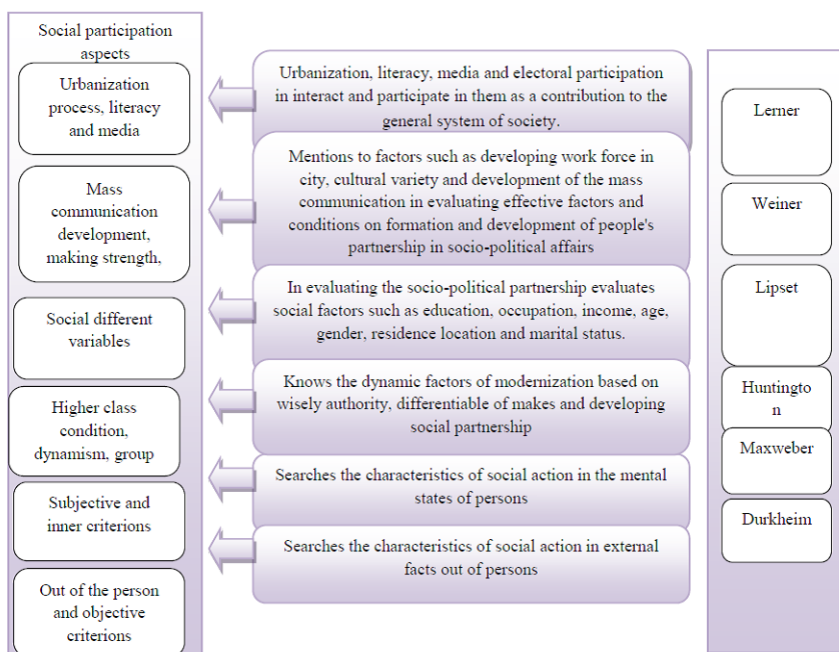 Social participation
aspects
Urbanization
process, literacy
and media
Mass
communication
development,
making strength,
Social different
variables
Higher class
condition,
dynamism, group
Subjective and
inner criterions
Out of the person
and objective
criterions
Urbanization, literacy, media and electoral participation
in interact and participate in them as a contribution to the
general system of society.
Mentions to factors such as developing work force in
city, cultural variety and development of the mass
communication in evaluating effective factors and
conditions on formation and development of people's
partnership in socio-political affairs
In evaluating the socio-political partnership evaluates
social factors such as education, occupation, income, age,
gender, residence location and marital status.
Knows the dynamic factors of modernization based on
wisely authority, differentiable of makes and developing
social partnership
Searches the characteristics of social action in the mental
states of persons
Searches the characteristics of social action in external
facts out of persons
Lerner
Weiner
Lipset
Huntingto
n
Maxweber
Durkheim